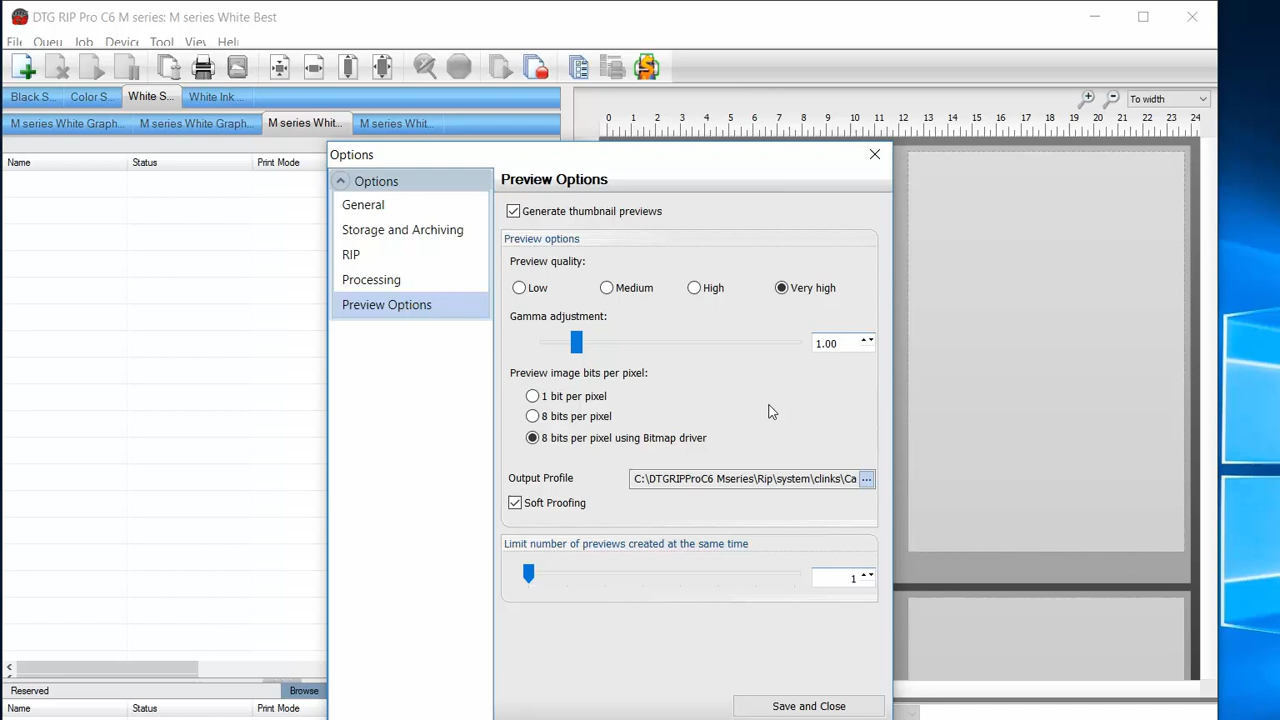 DTG RIP Pro C6 M series: M series White Best
Fil Queu Job Device Tool Viev Hel
Black S... Color S... White S... White Ink ...
To width
M series White Graph... M series White Graph... M series Whit... M series Whit...
0 1 2 3 4 5 6 7 8 9 10 11 12 13 14 15 16 17 18 19 20 21 22 23 24
Name Status Print Mode
Options
Options
General
Storage and Archiving
RIP
Processing
Preview Options
Preview Options
Generate thumbnail previews
Preview options
Preview quality:
Low Medium High Very high
Gamma adjustment:
1.00
Preview image bits per pixel:
1 bit per pixel
8 bits per pixel
8 bits per pixel using Bitmap driver
Output Profile C:\DTGRIPProC6 Mseries\Rip\system\clinks\Ca ...
Soft Proofing
Limit number of previews created at the same time
1
Save and Close
Reserved Browse
Name Status Print Mode